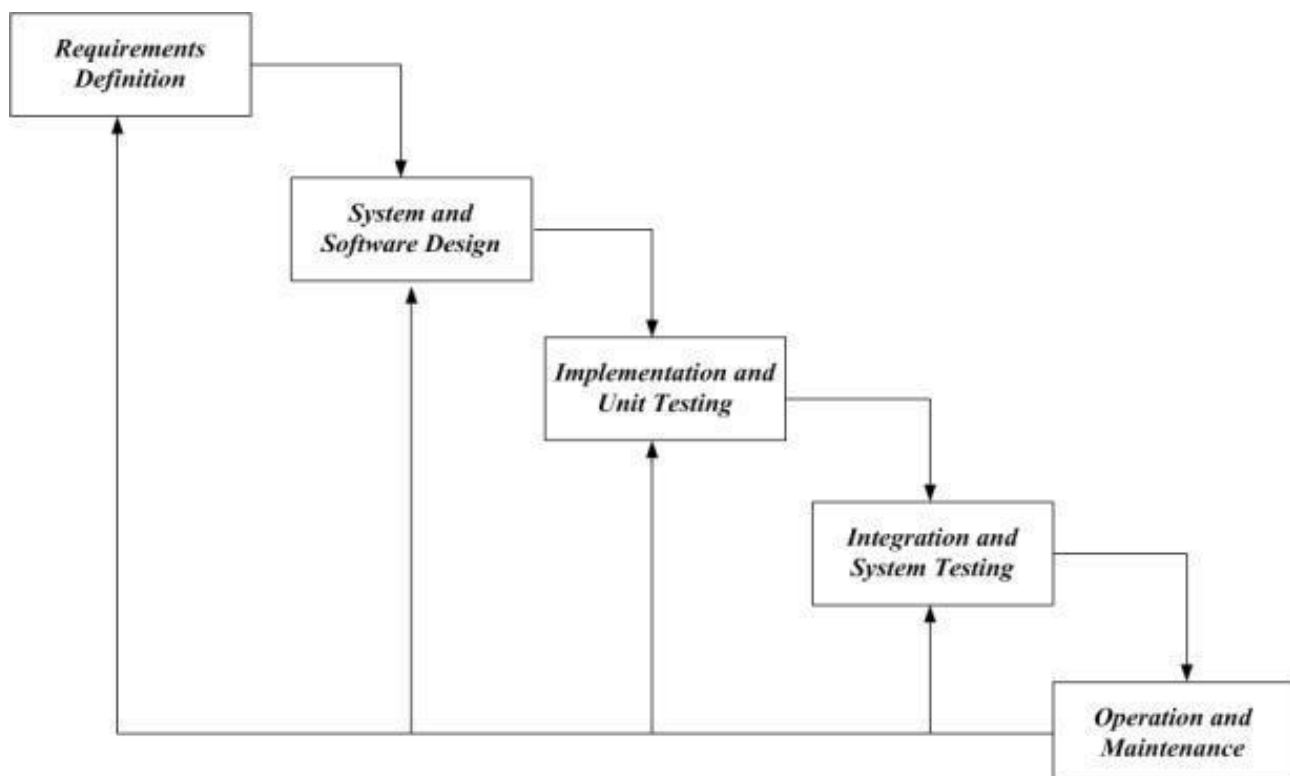 Requirements
Definition
System and
Software Design
Implementation and
Unit Testing
Integration and
System Testing
Operation and
Maintenance